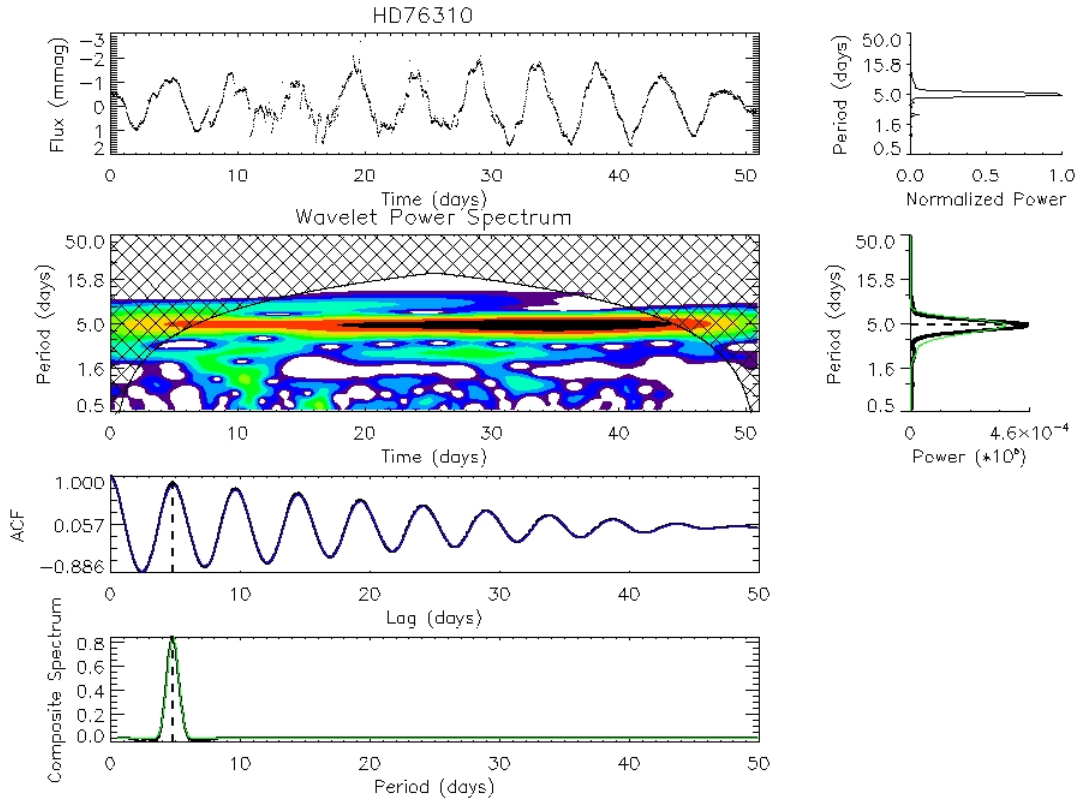 HD76310
Flux (mmag)
−3
−2
−1
0
1
2
0 10 20 30 40 50
Time (days)
Period (days)
50.0
15.8
5.0
1.6
0.5
0.0 0.5 1.0
Normalized Power
Wavelet Power Spectrum
Period (days)
50.0
15.8
5.0
1.6
0.5
0 10 20 30 40 50
Time (days)
Period (days)
50.0
15.8
5.0
1.6
0.5
0 4.6×10⁻⁴
Power (*10⁶)
ACF
1.000
0.057
−0.886
0 10 20 30 40 50
Lag (days)
Composite Spectrum
0.8
0.6
0.4
0.2
0.0
0 10 20 30 40 50
Period (days)